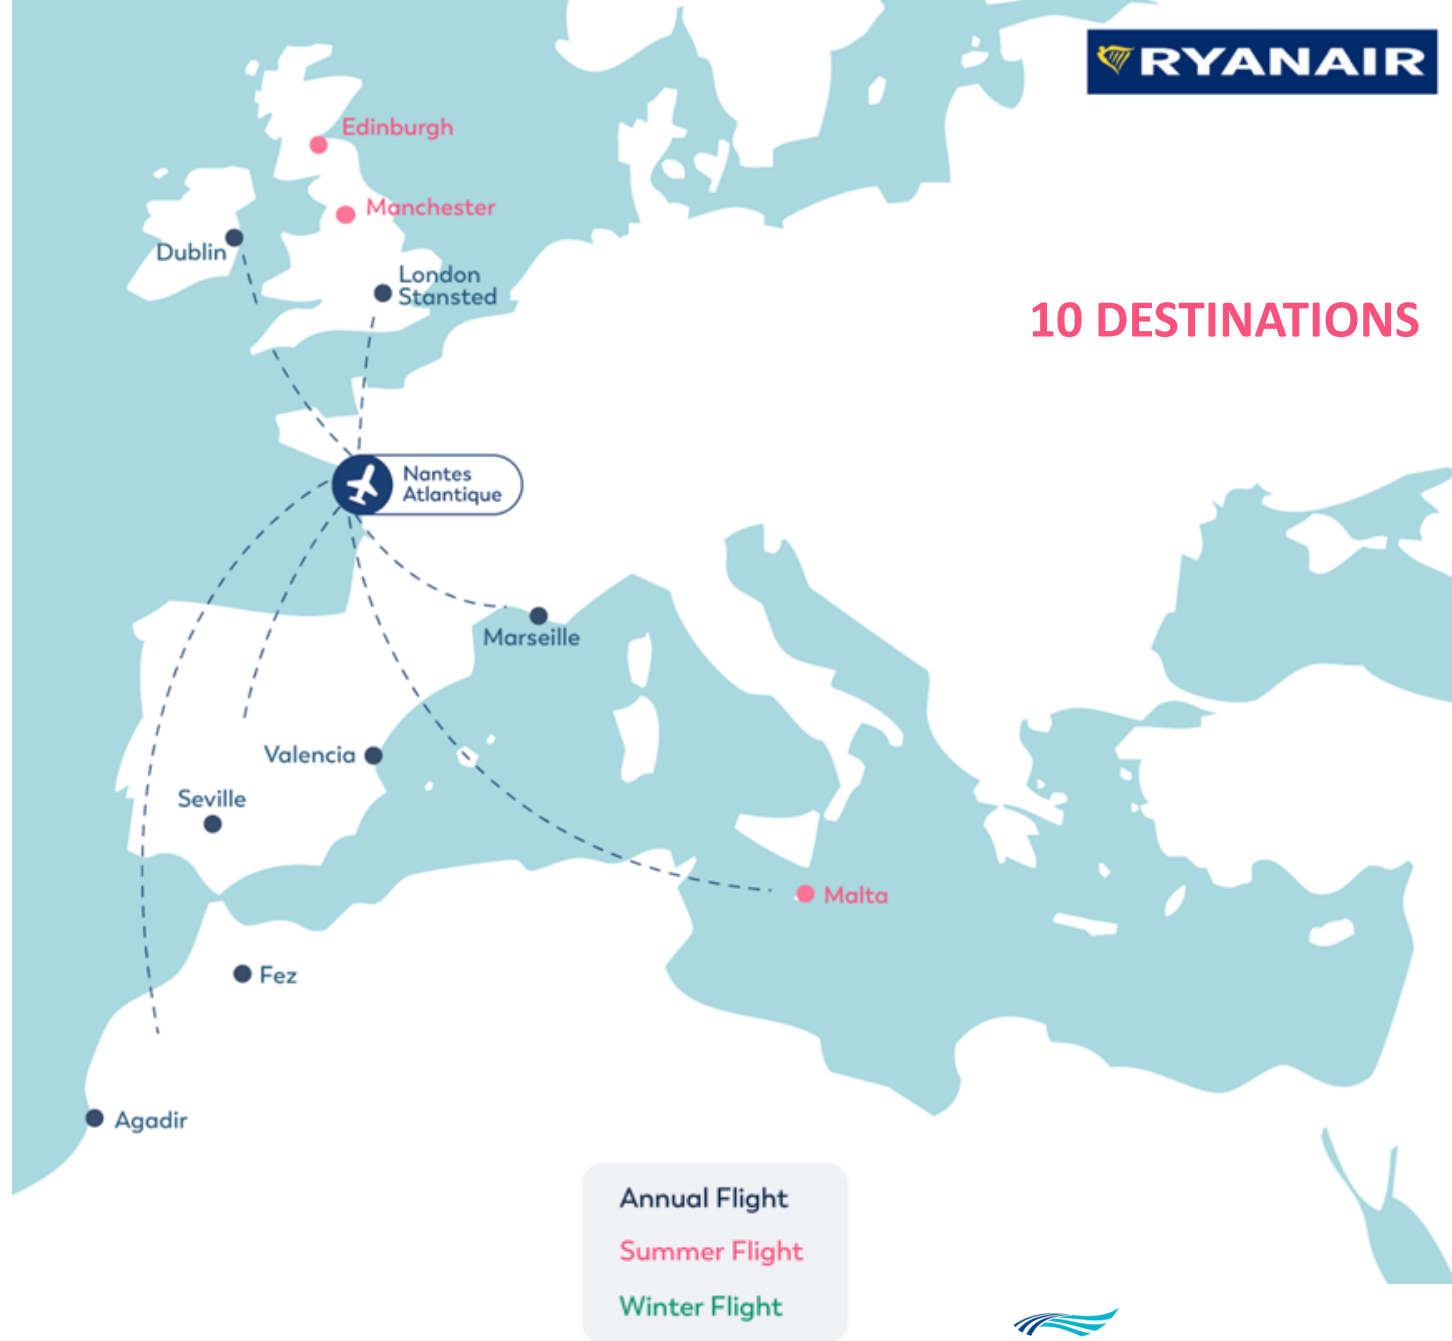 RYANAIR
Edinburgh
Manchester
Dublin
London
Stansted
10 DESTINATIONS
Nantes
Atlantique
Marseille
Valencia
Seville
Malta
Fez
Agadir
Annual Flight
Summer Flight
Winter Flight